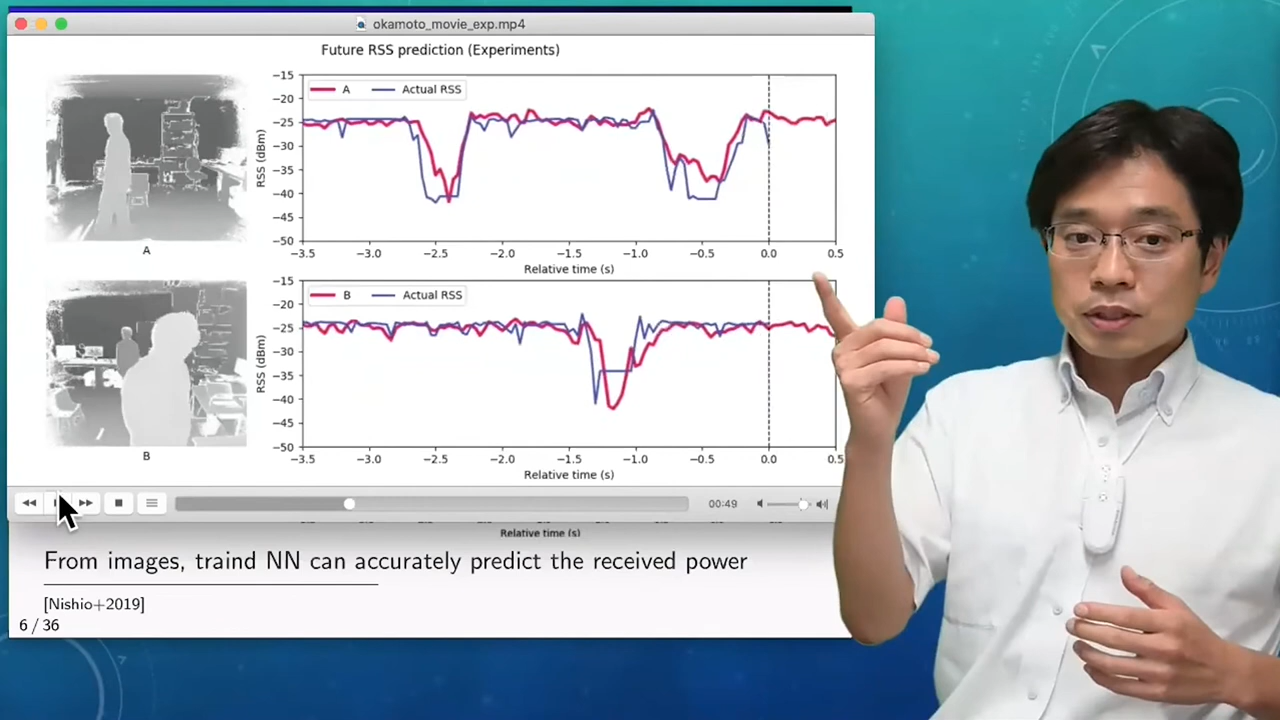 okamoto_movie_exp.mp4
Future RSS prediction (Experiments)
A
Actual RSS
RSS (dBm)
−15
−20
−25
−30
−35
−40
−45
−50
−3.5 −3.0 −2.5 −2.0 −1.5 −1.0 −0.5 0.0 0.5
Relative time (s)
A
B
Actual RSS
RSS (dBm)
−15
−20
−25
−30
−35
−40
−45
−50
−3.5 −3.0 −2.5 −2.0 −1.5 −1.0 −0.5 0.0 0.5
Relative time (s)
B
00:49
Relative time (s)
From images, traind NN can accurately predict the received power
[Nishio+2019]
6 / 36